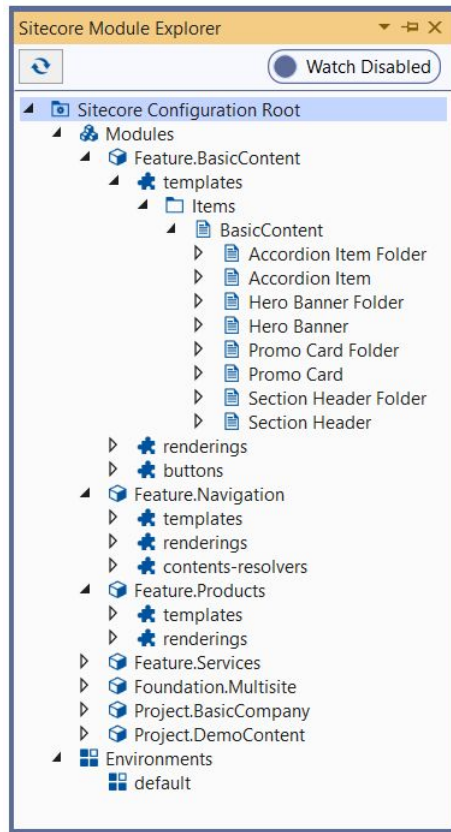 Sitecore Module Explorer
Watch Disabled
Sitecore Configuration Root
Modules
Feature.BasicContent
templates
Items
BasicContent
Accordion Item Folder
Accordion Item
Hero Banner Folder
Hero Banner
Promo Card Folder
Promo Card
Section Header Folder
Section Header
renderings
buttons
Feature.Navigation
templates
renderings
contents-resolvers
Feature.Products
templates
renderings
Feature.Services
Foundation.Multisite
Project.BasicCompany
Project.DemoContent
Environments
default